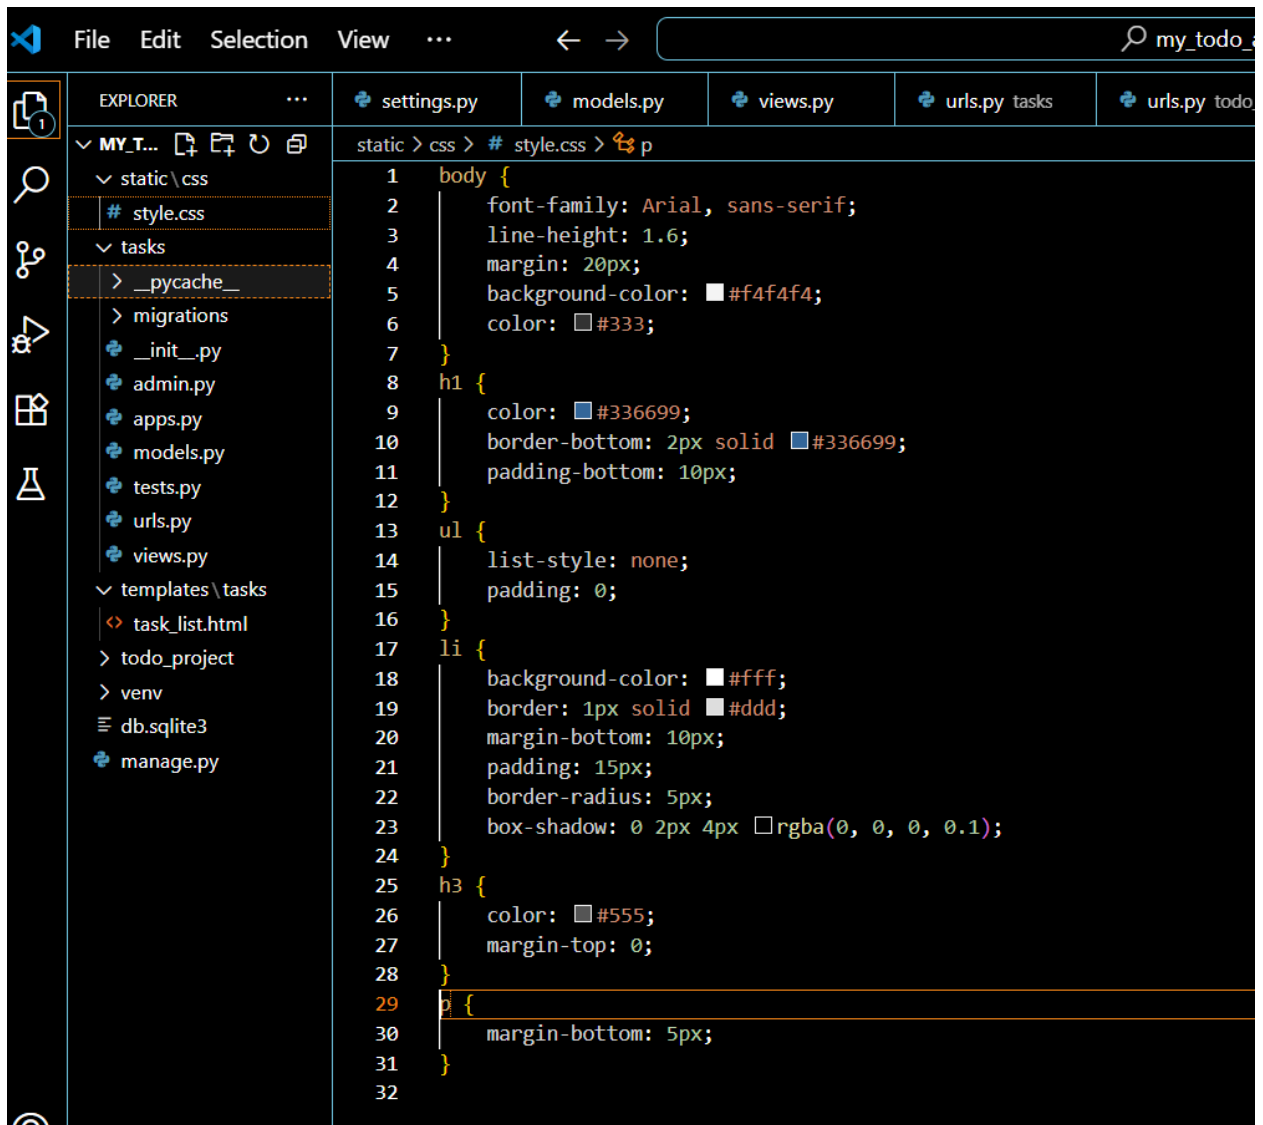 File Edit Selection View ··· my_todo_a
EXPLORER ···
settings.py models.py views.py urls.py tasks urls.py todo_
1
MY_T...
static > css > # style.css > p
static\css
# style.css
tasks
__pycache__
migrations
__init__.py
admin.py
apps.py
models.py
tests.py
urls.py
views.py
templates\tasks
<> task_list.html
todo_project
venv
db.sqlite3
manage.py
1 body {
2 font-family: Arial, sans-serif;
3 line-height: 1.6;
4 margin: 20px;
5 background-color: #f4f4f4;
6 color: #333;
7 }
8 h1 {
9 color: #336699;
10 border-bottom: 2px solid #336699;
11 padding-bottom: 10px;
12 }
13 ul {
14 list-style: none;
15 padding: 0;
16 }
17 li {
18 background-color: #fff;
19 border: 1px solid #ddd;
20 margin-bottom: 10px;
21 padding: 15px;
22 border-radius: 5px;
23 box-shadow: 0 2px 4px rgba(0, 0, 0, 0.1);
24 }
25 h3 {
26 color: #555;
27 margin-top: 0;
28 }
29 p {
30 margin-bottom: 5px;
31 }
32